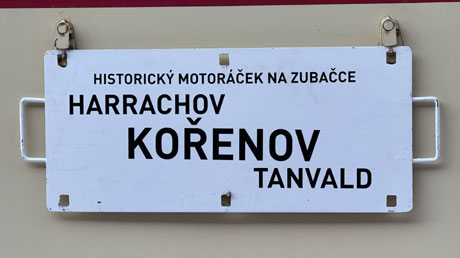 HISTORICKÝ MOTORÁČEK NA ZUBAČCE
HARRACHOV
KOŘENOV
TANVALD